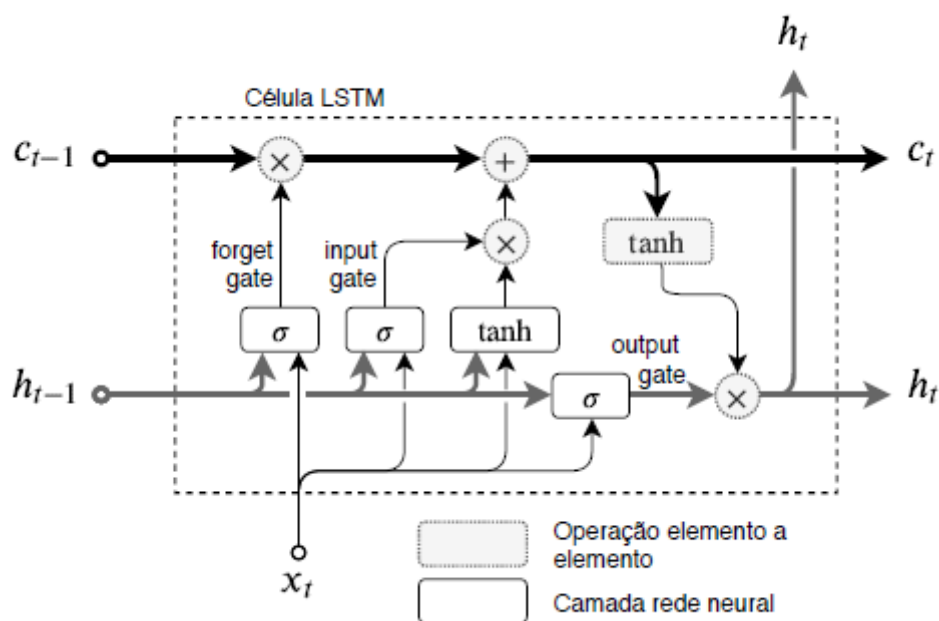 h_t
Célula LSTM
c_{t−1}
×
+
c_t
forget
gate
input
gate
×
tanh
σ
σ
tanh
output
gate
h_{t−1}
σ
×
h_t
x_t
Operação elemento a
elemento
Camada rede neural